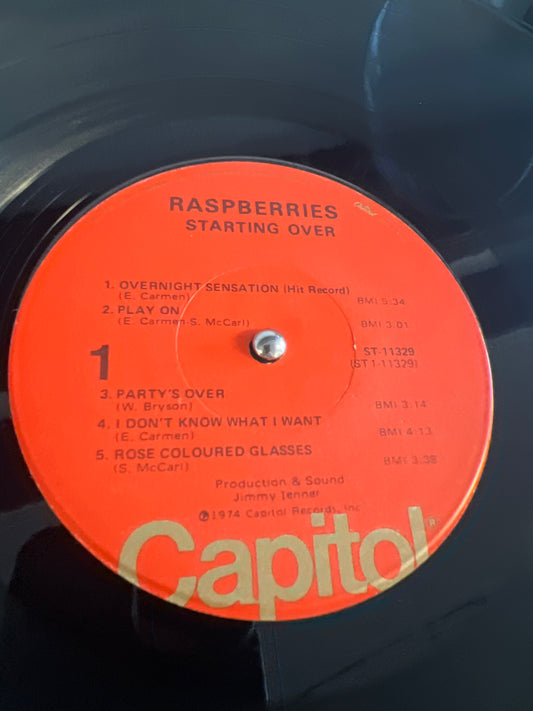 RASPBERRIES
STARTING OVER
Capitol
1. OVERNIGHT SENSATION (Hit Record)
(E. Carmen) BMI 5:34
2. PLAY ON
(E. Carmen-S. McCarl) BMI 3:01
1
ST-11329
(ST 1-11329)
3. PARTY'S OVER
(W. Bryson) BMI 3:14
4. I DON'T KNOW WHAT I WANT
(E. Carmen) BMI 4:13
5. ROSE COLOURED GLASSES
(S. McCarl) BMI 3:38
Production & Sound
Jimmy Ienner
℗1974 Capitol Records, Inc.
Capitol®